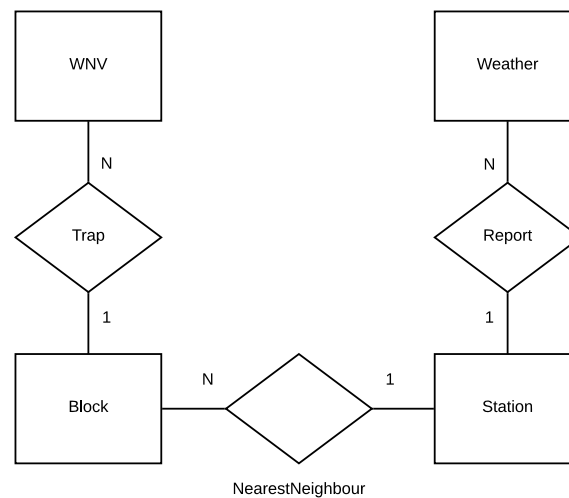 WNV
Weather
N
N
Trap
Report
1
1
Block
N
1
Station
NearestNeighbour